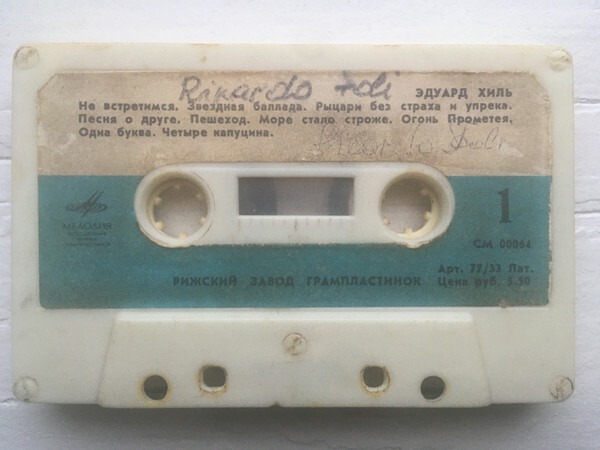 Rikardo Foli
ЭДУАРД ХИЛЬ
Не встретимся. Звездная баллада. Рыцари без страха и упрека.
Песня о друге. Пешеход. Море стало строже. Огонь Прометея.
Одна буква. Четыре капуцина.
МЕЛОДИЯ
1
СМ 00064
РИЖСКИЙ ЗАВОД ГРАМПЛАСТИНОК
Арт. 77/33 Пат.
Цена руб. 5.50